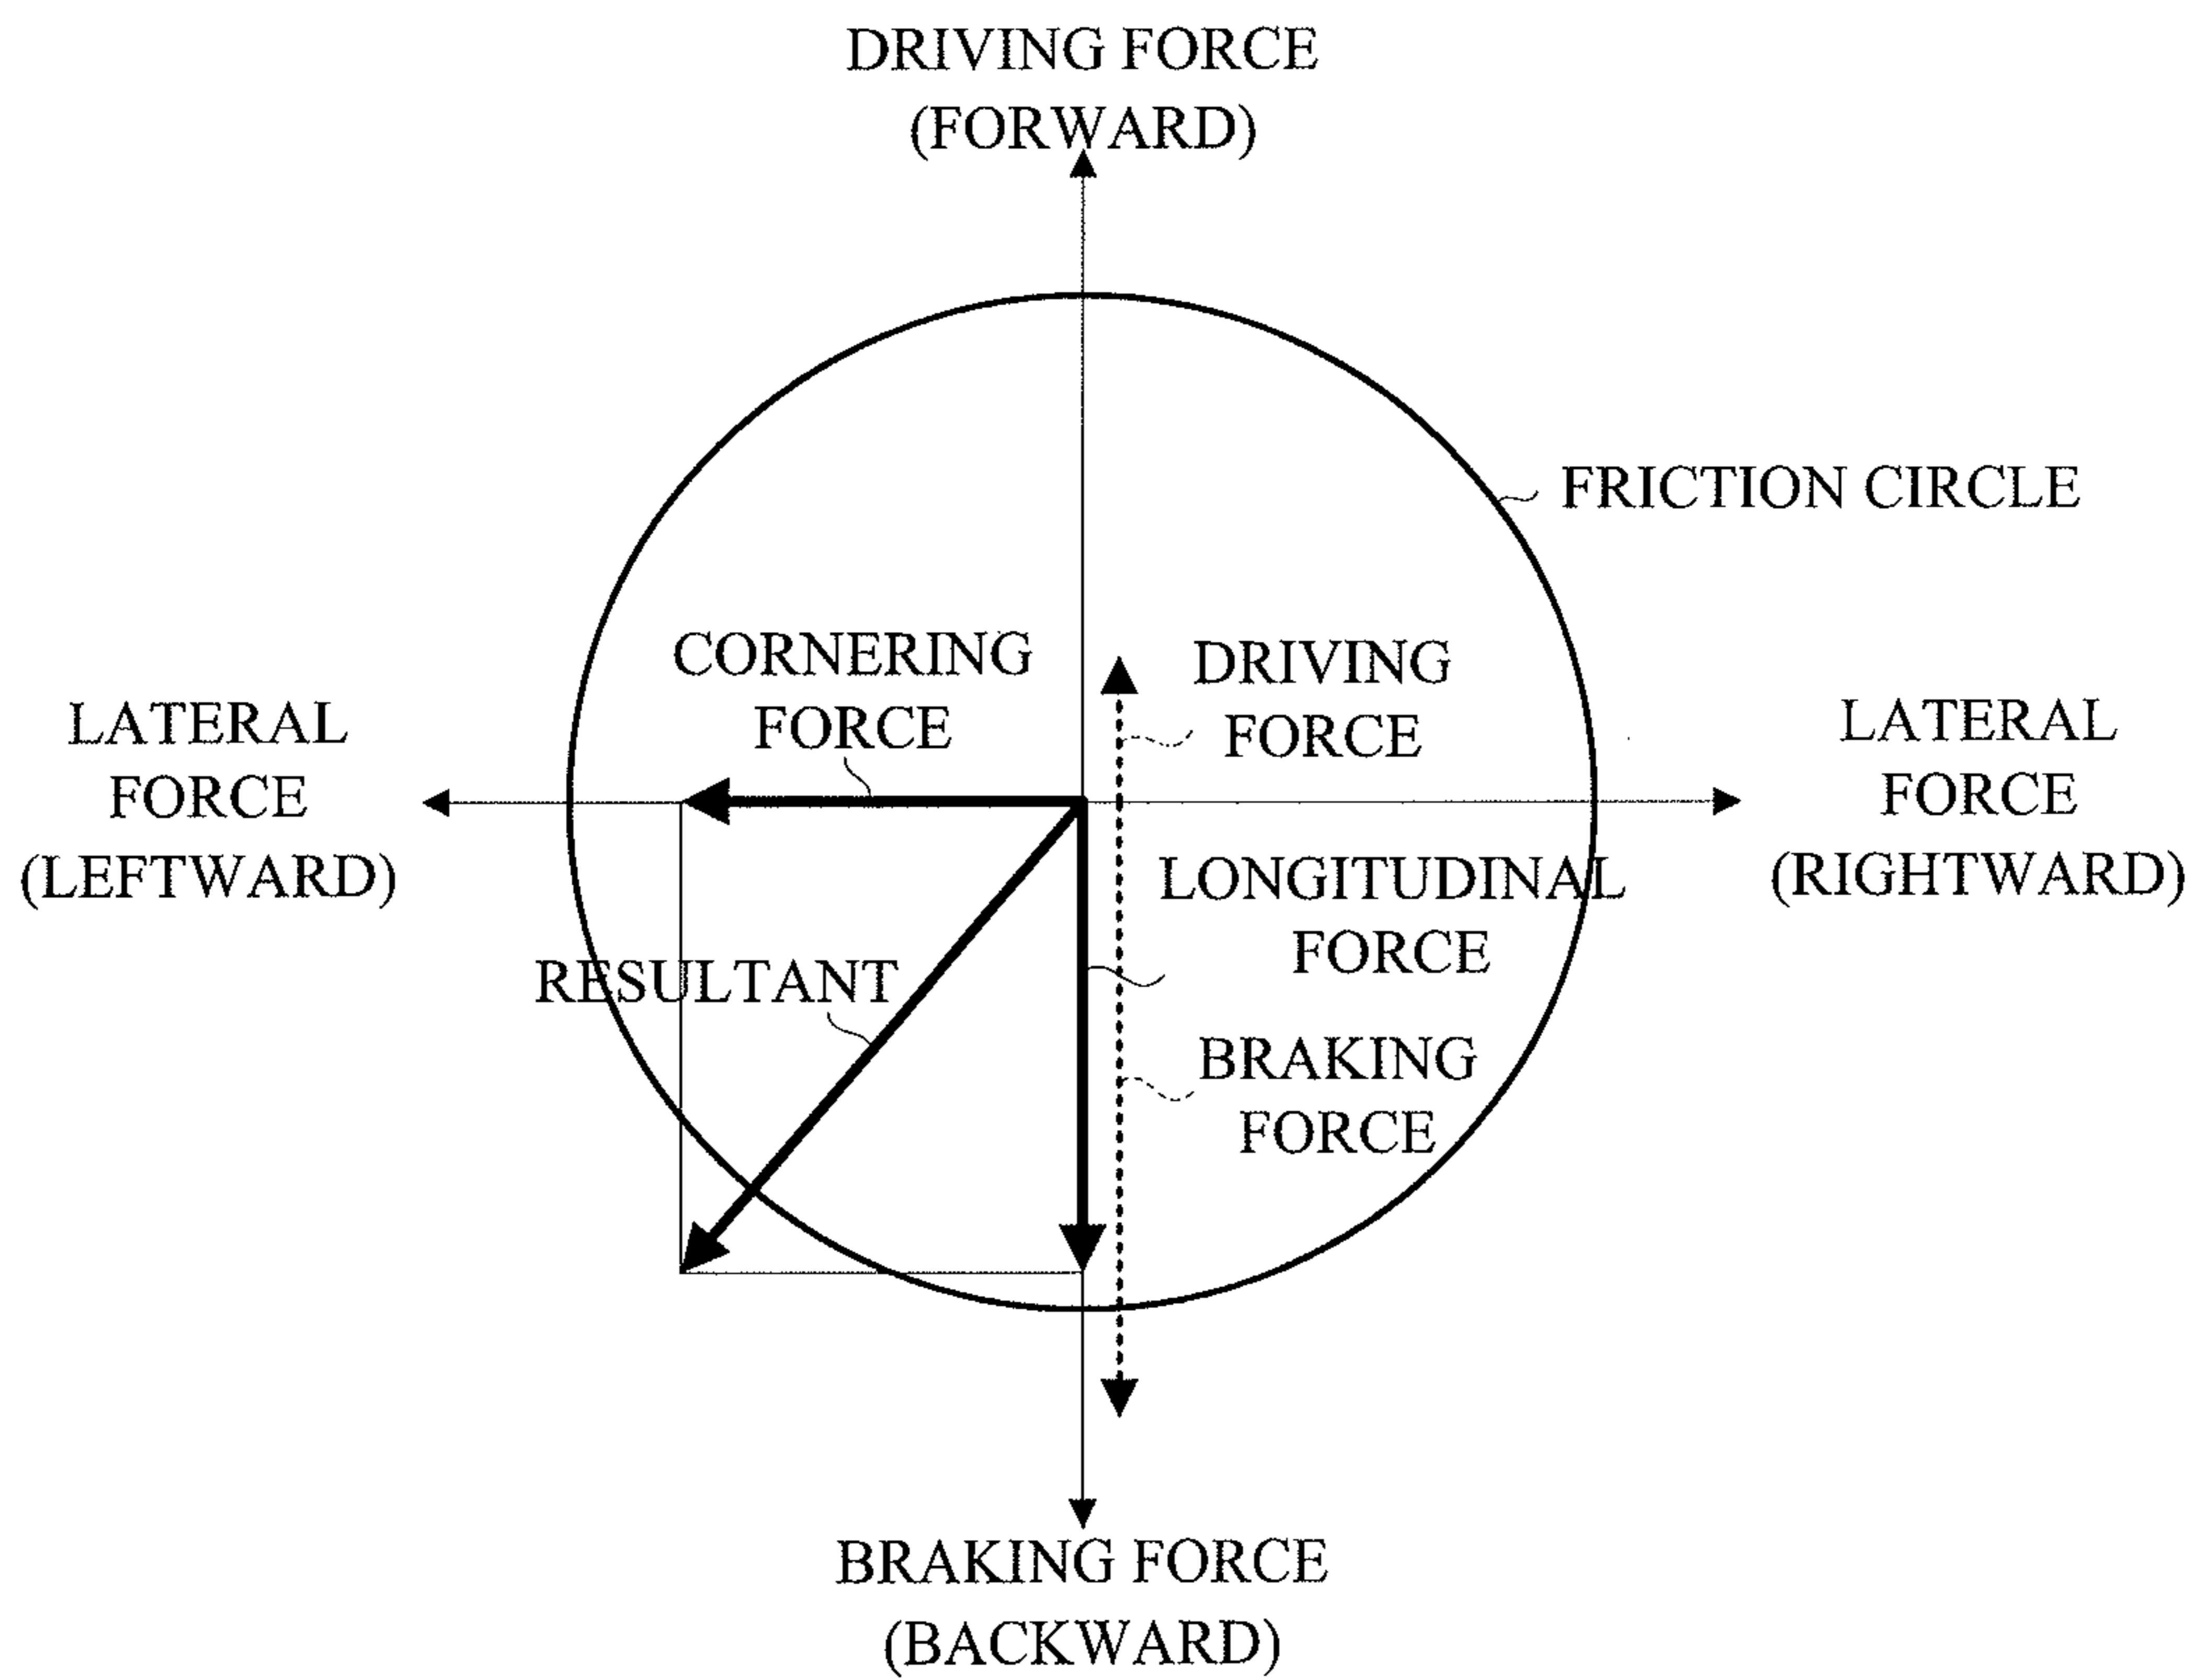 DRIVING FORCE
(FORWARD)
FRICTION CIRCLE
CORNERING
FORCE
DRIVING
FORCE
LATERAL
FORCE
(LEFTWARD)
LATERAL
FORCE
(RIGHTWARD)
LONGITUDINAL
FORCE
RESULTANT
BRAKING
FORCE
BRAKING FORCE
(BACKWARD)